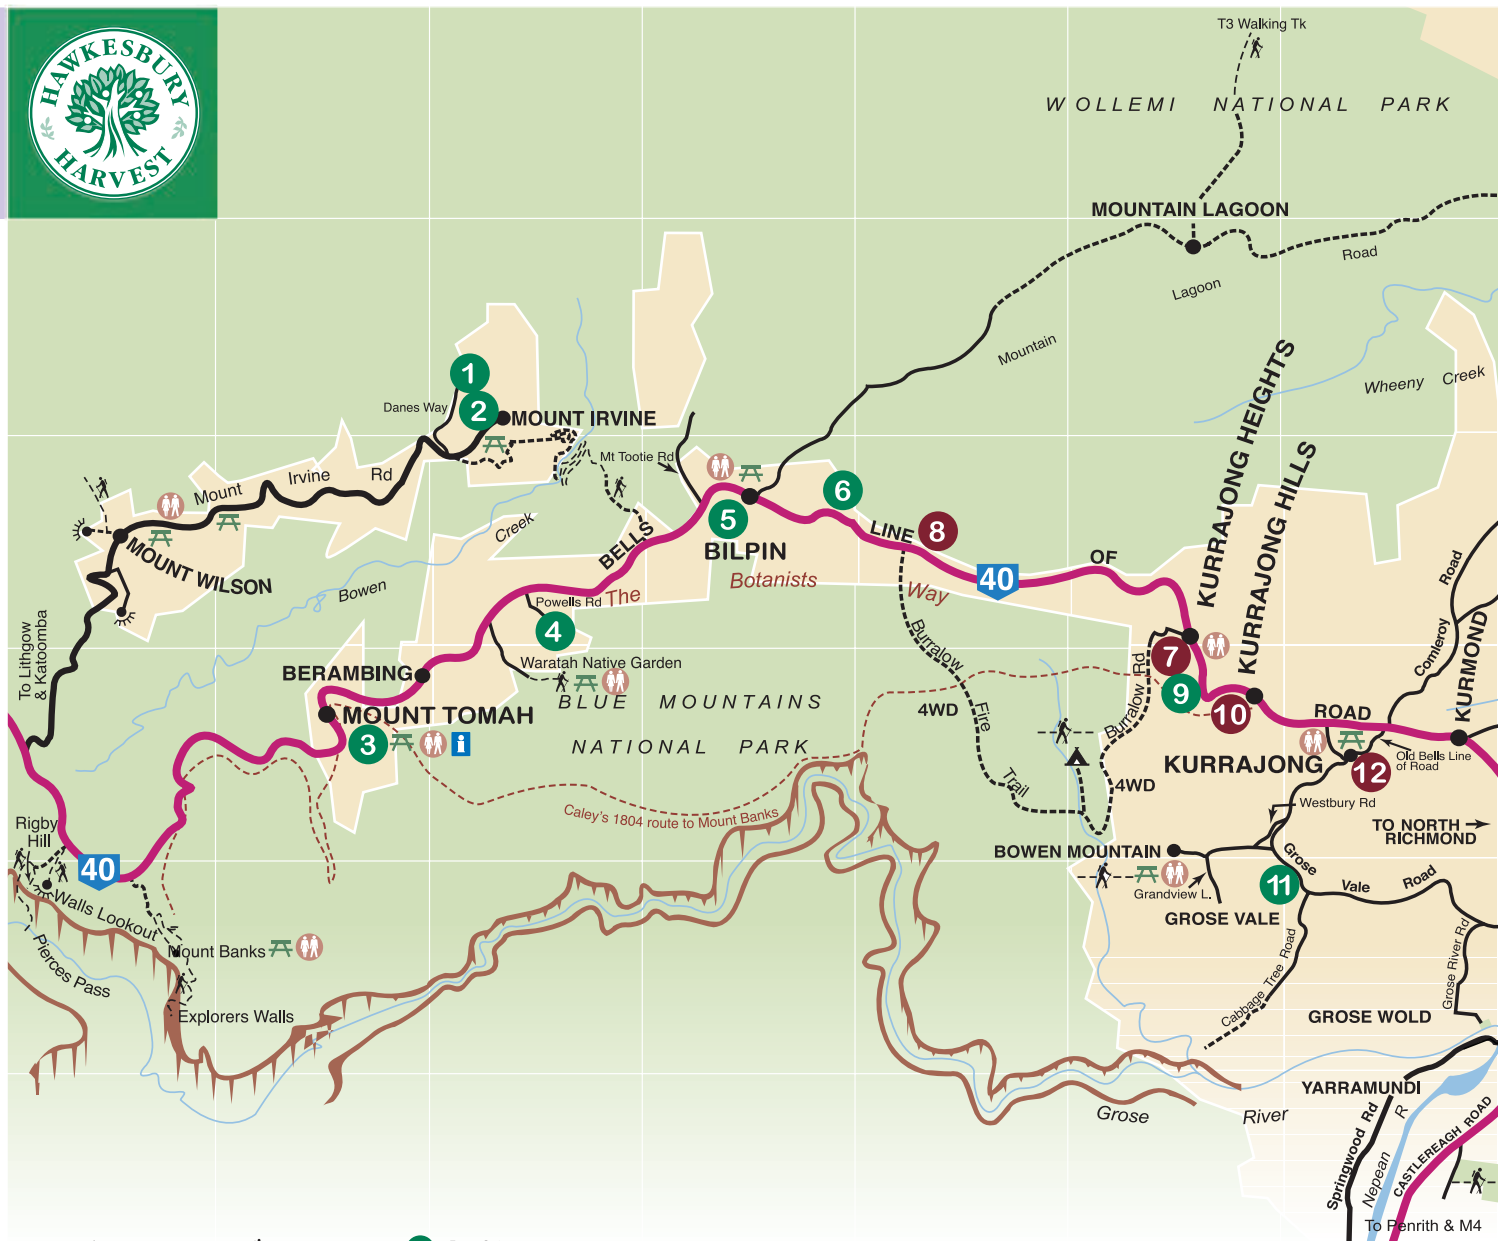 HAWKESBURY
HARVEST
T3 Walking Tk
WOLLEMI NATIONAL PARK
MOUNTAIN LAGOON
Road
Lagoon
Mountain
Wheeny Creek
KURRAJONG HEIGHTS
KURRAJONG HILLS
1
Danes Way
2
MOUNT IRVINE
Mt Tootie Rd
Mount Irvine Rd
MOUNT WILSON
Creek
Bowen
5
6
BILPIN
8
BELLS
LINE
OF
ROAD
40
The Botanists Way
Powells Rd
4
Waratah Native Garden
To Lithgow
& Katoomba
BERAMBING
MOUNT TOMAH
3
i
BLUE MOUNTAINS
NATIONAL PARK
Burralow
Fire
Trail
4WD
Burralow Rd
4WD
7
9
10
Comleroy Road
KURMOND
KURRAJONG
12
Old Bells Line
of Road
Westbury Rd
TO NORTH
RICHMOND
Caley's 1804 route to Mount Banks
Rigby
Hill
40
Walls Lookout
Pierces Pass
Mount Banks
Explorers Walls
BOWEN MOUNTAIN
Grandview L.
GROSE VALE
11
Grose Vale Road
Cabbage Tree Road
Grose River Rd
GROSE WOLD
YARRAMUNDI
Grose River
Springwood Rd
Nepean R
CASTLEREAGH ROAD
To Penrith & M4